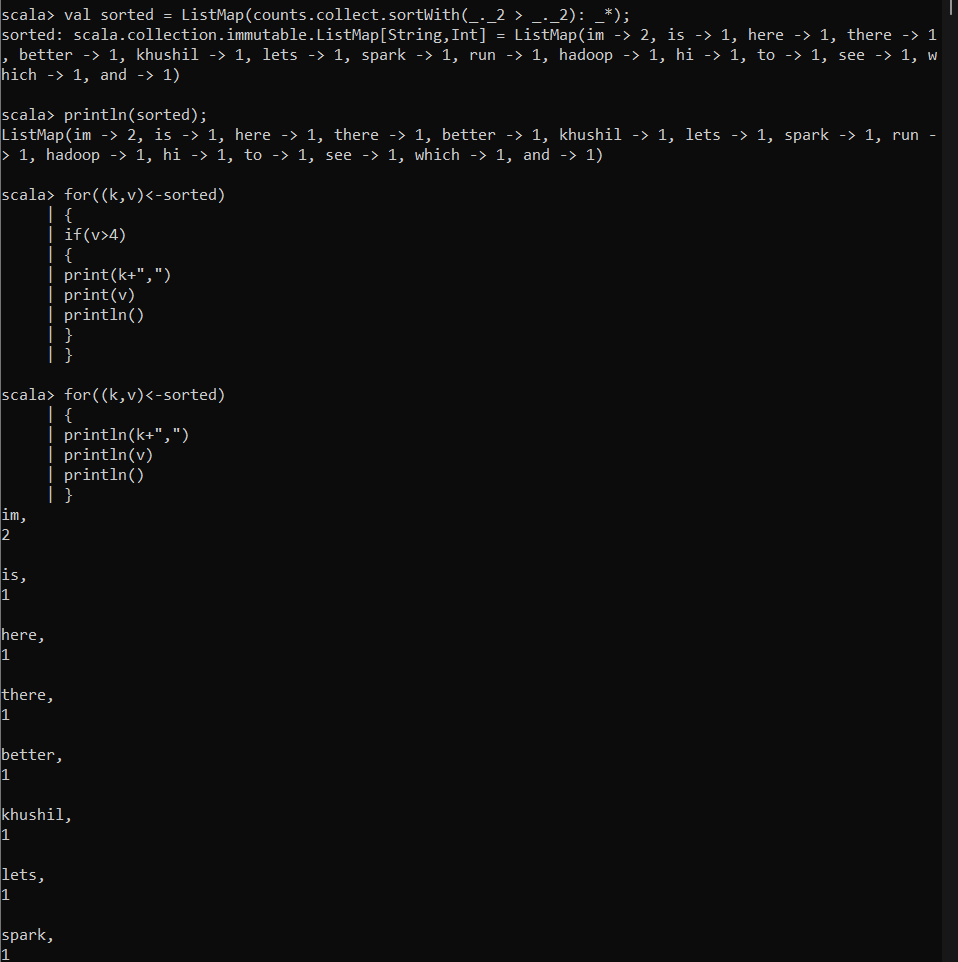 scala> val sorted = ListMap(counts.collect.sortWith(_._2 > _._2): _*);
sorted: scala.collection.immutable.ListMap[String,Int] = ListMap(im -> 2, is -> 1, here -> 1, there -> 1
, better -> 1, khushil -> 1, lets -> 1, spark -> 1, run -> 1, hadoop -> 1, hi -> 1, to -> 1, see -> 1, w
hich -> 1, and -> 1)

scala> println(sorted);
ListMap(im -> 2, is -> 1, here -> 1, there -> 1, better -> 1, khushil -> 1, lets -> 1, spark -> 1, run -
> 1, hadoop -> 1, hi -> 1, to -> 1, see -> 1, which -> 1, and -> 1)

scala> for((k,v)<-sorted)
     | {
     | if(v>4)
     | {
     | print(k+",")
     | print(v)
     | println()
     | }
     | }

scala> for((k,v)<-sorted)
     | {
     | println(k+",")
     | println(v)
     | println()
     | }
im,
2

is,
1

here,
1

there,
1

better,
1

khushil,
1

lets,
1

spark,
1